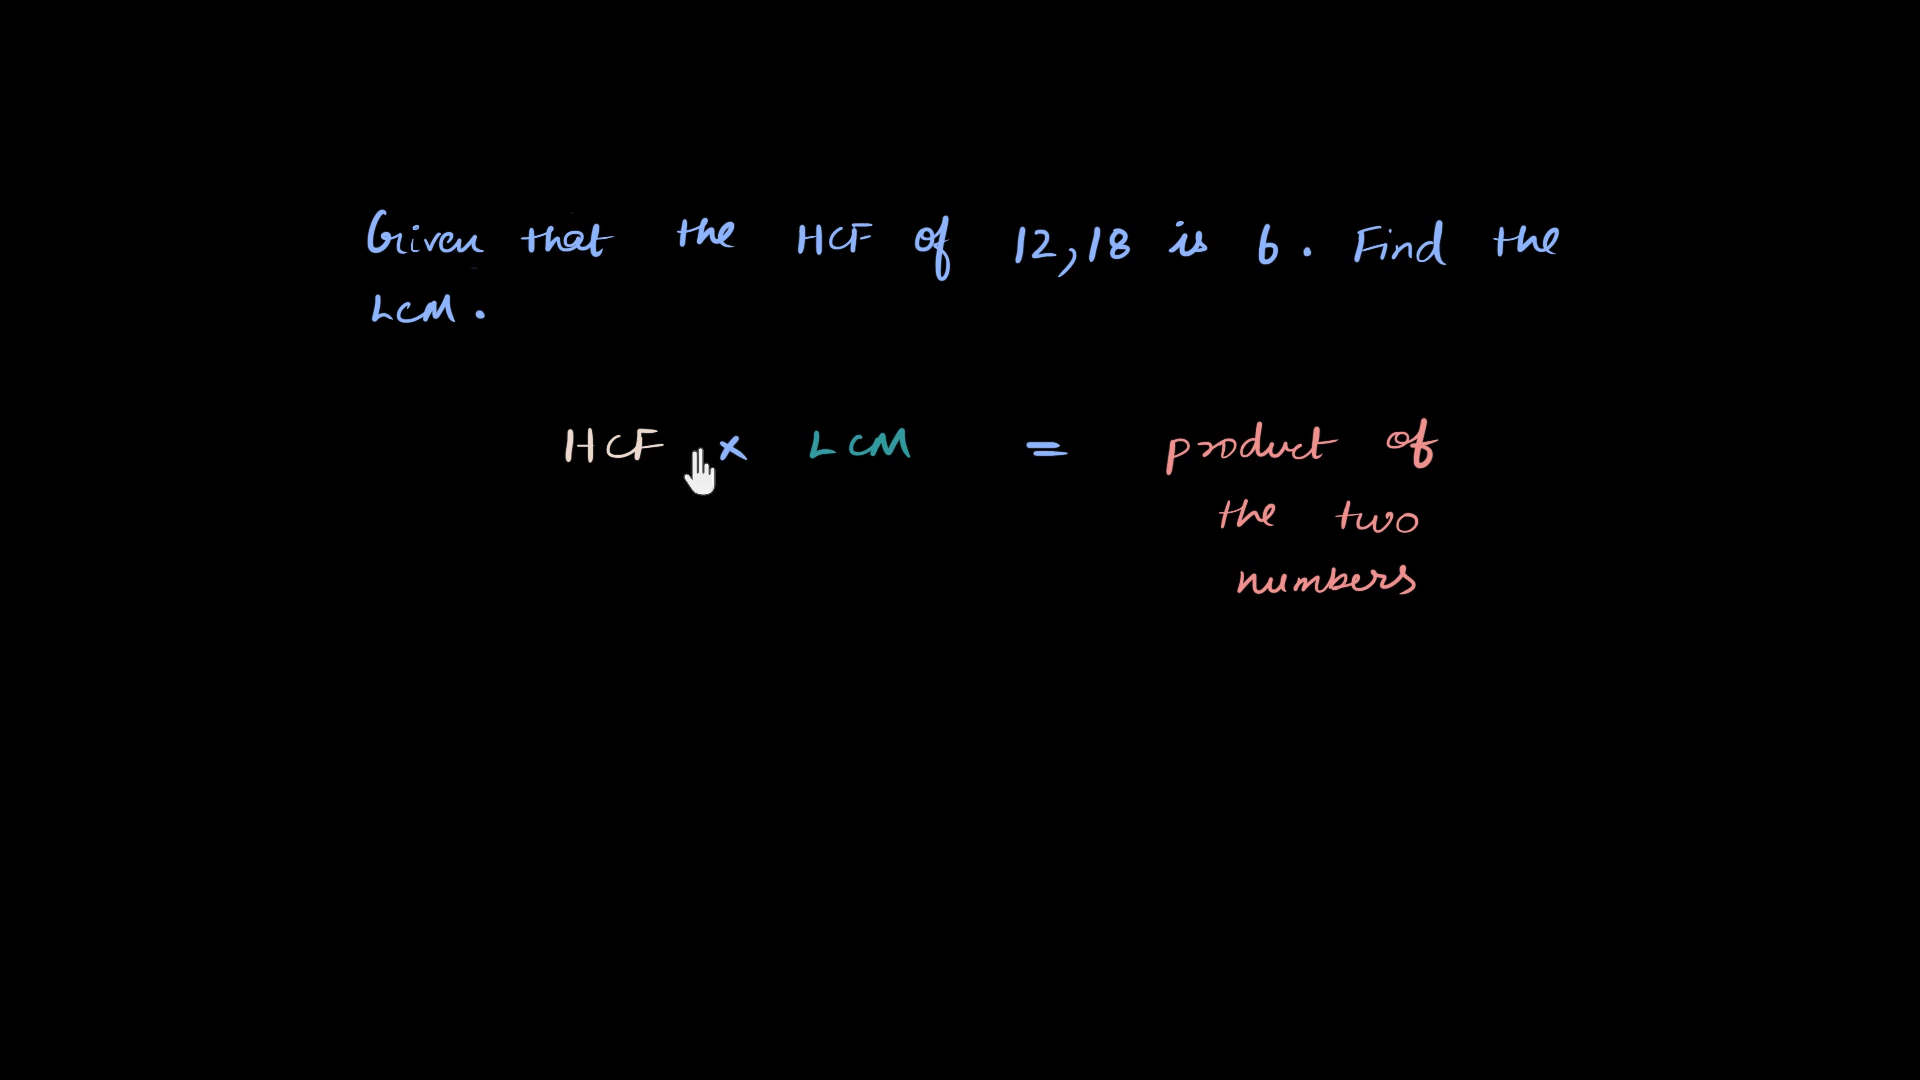 Given that the HCF of 12,18 is 6. Find the
LCM.
HCF × LCM = product of
the two
numbers